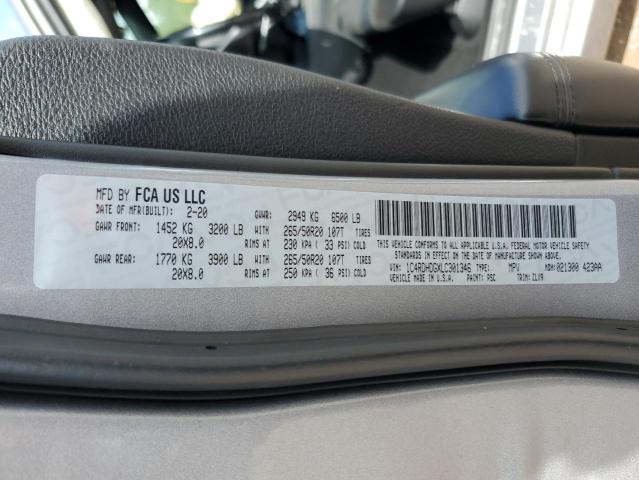 MFD BY FCA US LLC
DATE OF MFR(BUILT): 2-20 GVWR: 2949 KG 6500 LB
GAWR FRONT: 1452 KG 3200 LB WITH 265/50R20 107T TIRES
20X8.0 RIMS AT 230 KPA ( 33 PSI) COLD
GAWR REAR: 1770 KG 3900 LB WITH 265/50R20 107T TIRES
20X8.0 RIMS AT 250 KPA ( 36 PSI) COLD
THIS VEHICLE CONFORMS TO ALL APPLICABLE U.S.A. FEDERAL MOTOR VEHICLE SAFETY
STANDARDS IN EFFECT ON THE DATE OF MANUFACTURE SHOWN ABOVE.
VIN: 1C4RDHDGXLC301346 TYPE: MPV MDH: 021300 423AA
VEHICLE MADE IN U.S.A. PAINT: PSC TRIM: ZLX9